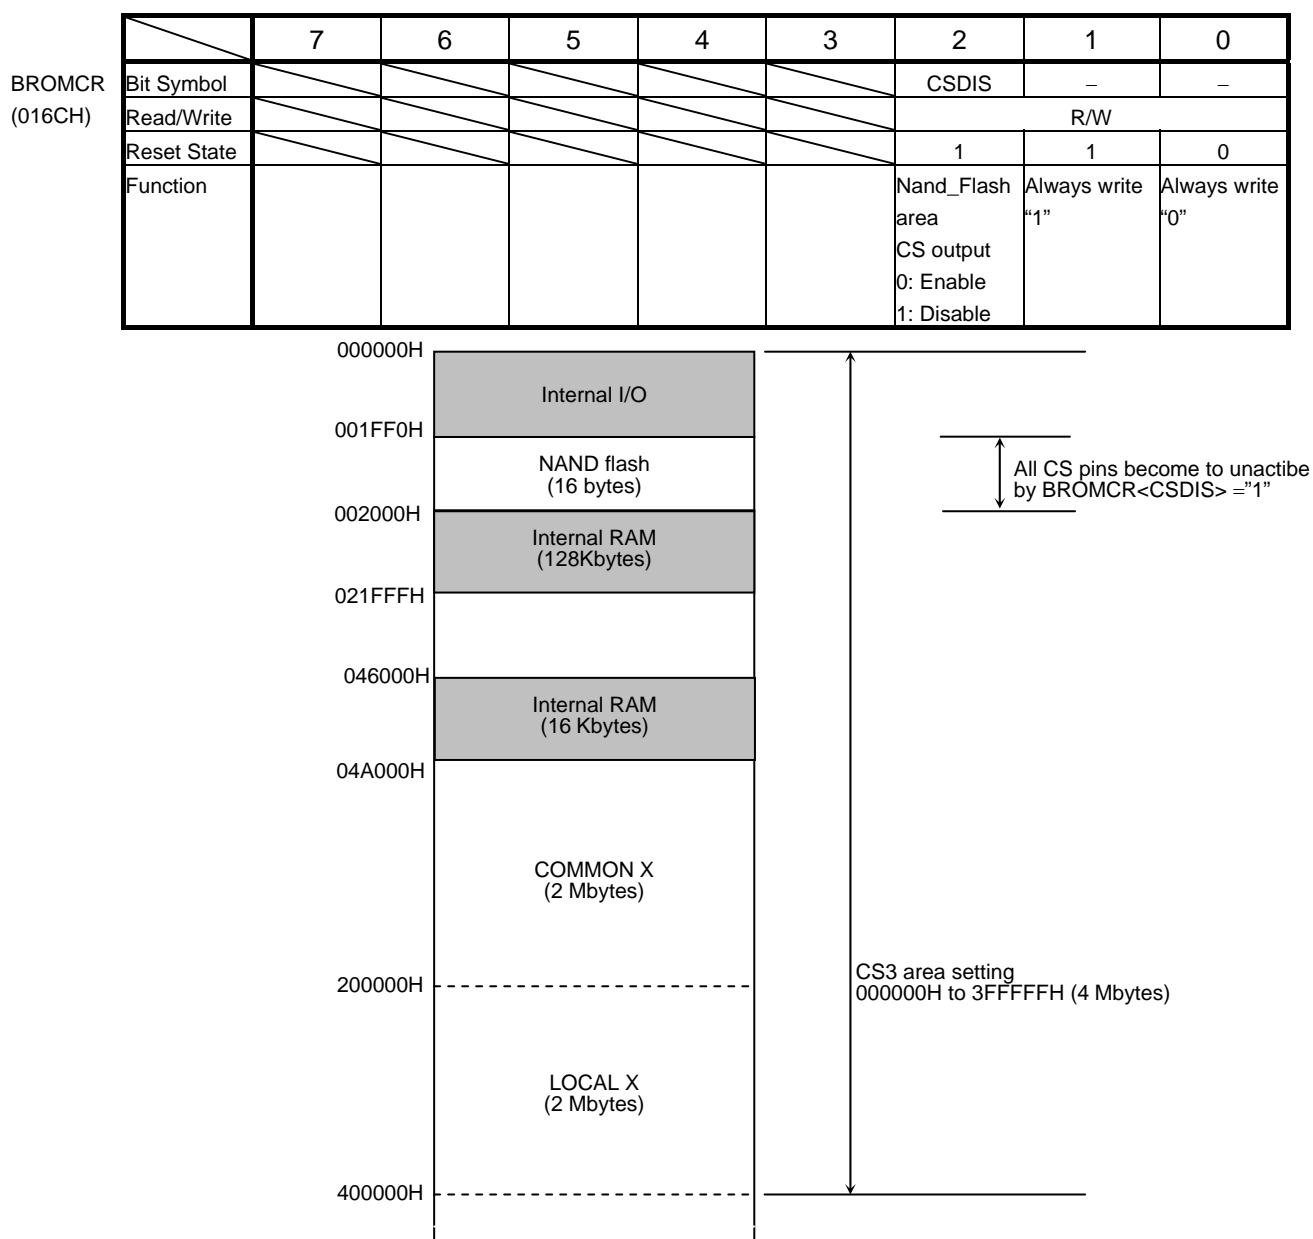 7 6 5 4 3 2 1 0
BROMCR
(016CH)
Bit Symbol CSDIS – –
Read/Write R/W
Reset State 1 1 0
Function Nand_Flash Always write Always write
area “1” “0”
CS output
0: Enable
1: Disable
000000H
Internal I/O
001FF0H
NAND flash
(16 bytes)
All CS pins become to unactibe
by BROMCR<CSDIS> =”1”
002000H
Internal RAM
(128Kbytes)
021FFFH
046000H
Internal RAM
(16 Kbytes)
04A000H
COMMON X
(2 Mbytes)
200000H
CS3 area setting
000000H to 3FFFFFH (4 Mbytes)
LOCAL X
(2 Mbytes)
400000H